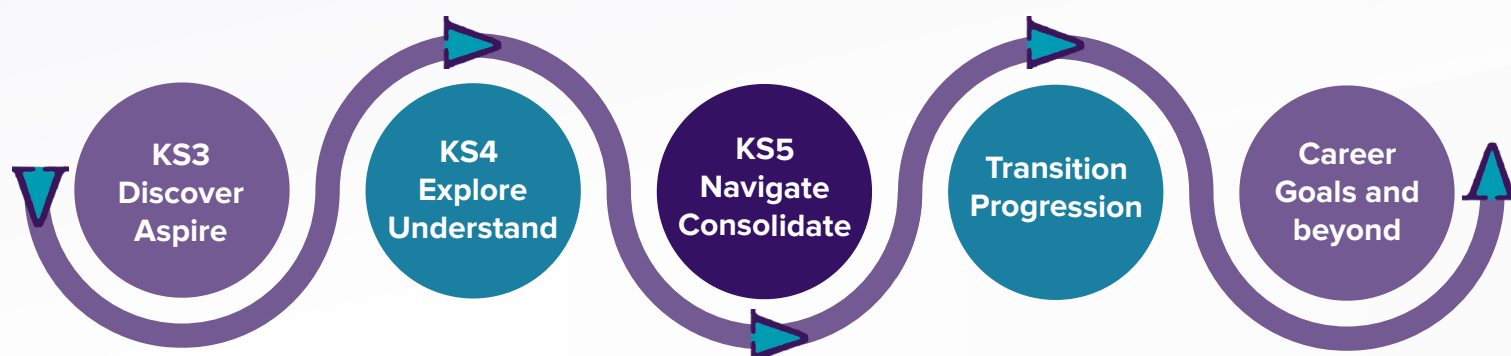 KS3
Discover
Aspire
KS4
Explore
Understand
KS5
Navigate
Consolidate
Transition
Progression
Career
Goals and
beyond